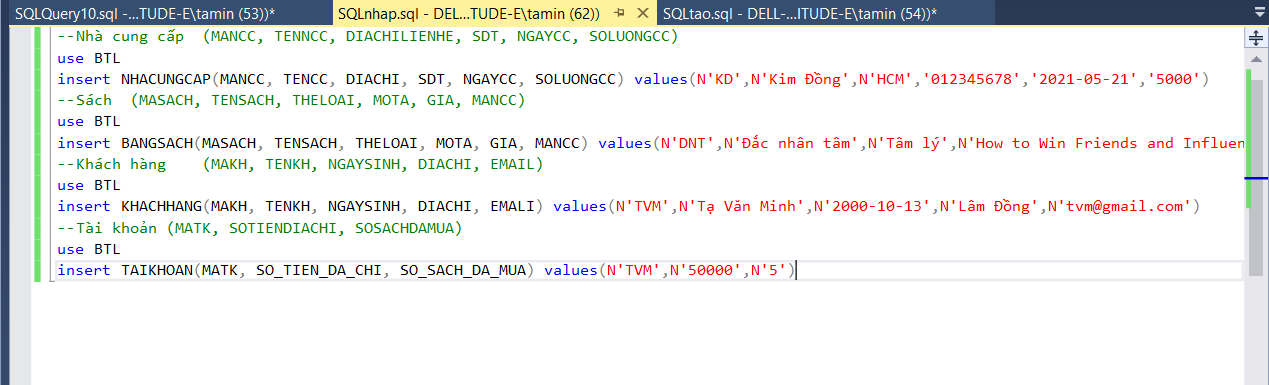 SQLQuery10.sql -...TUDE-E\tamin (53))* SQLnhap.sql - DEL...TUDE-E\tamin (62)) SQLtao.sql - DELL-...ITUDE-E\tamin (54))*
--Nhà cung cấp (MANCC, TENNCC, DIACHILIENHE, SDT, NGAYCC, SOLUONGCC)
use BTL
insert NHACUNGCAP(MANCC, TENCC, DIACHI, SDT, NGAYCC, SOLUONGCC) values(N'KD',N'Kim Đồng',N'HCM','012345678','2021-05-21','5000')
--Sách (MASACH, TENSACH, THELOAI, MOTA, GIA, MANCC)
use BTL
insert BANGSACH(MASACH, TENSACH, THELOAI, MOTA, GIA, MANCC) values(N'DNT',N'Đắc nhân tâm',N'Tâm lý',N'How to Win Friends and Influen
--Khách hàng (MAKH, TENKH, NGAYSINH, DIACHI, EMAIL)
use BTL
insert KHACHHANG(MAKH, TENKH, NGAYSINH, DIACHI, EMALI) values(N'TVM',N'Tạ Văn Minh',N'2000-10-13',N'Lâm Đồng',N'tvm@gmail.com')
--Tài khoản (MATK, SOTIENDIACHI, SOSACHDAMUA)
use BTL
insert TAIKHOAN(MATK, SO_TIEN_DA_CHI, SO_SACH_DA_MUA) values(N'TVM',N'50000',N'5')